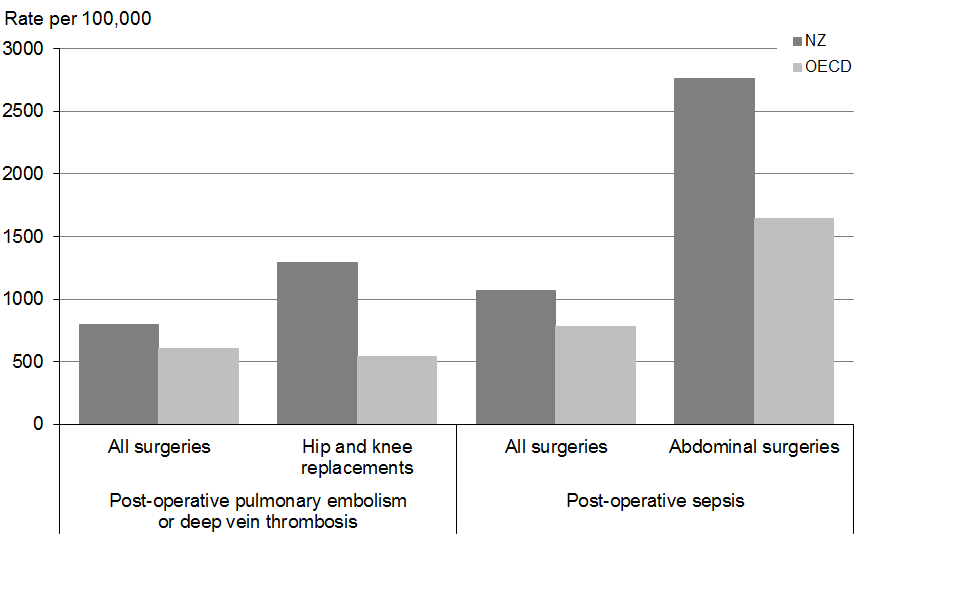 Rate per 100,000
NZ
OECD
3000
2500
2000
1500
1000
500
0
All surgeries
Hip and knee
replacements
All surgeries
Abdominal surgeries
Post-operative pulmonary embolism
or deep vein thrombosis
Post-operative sepsis